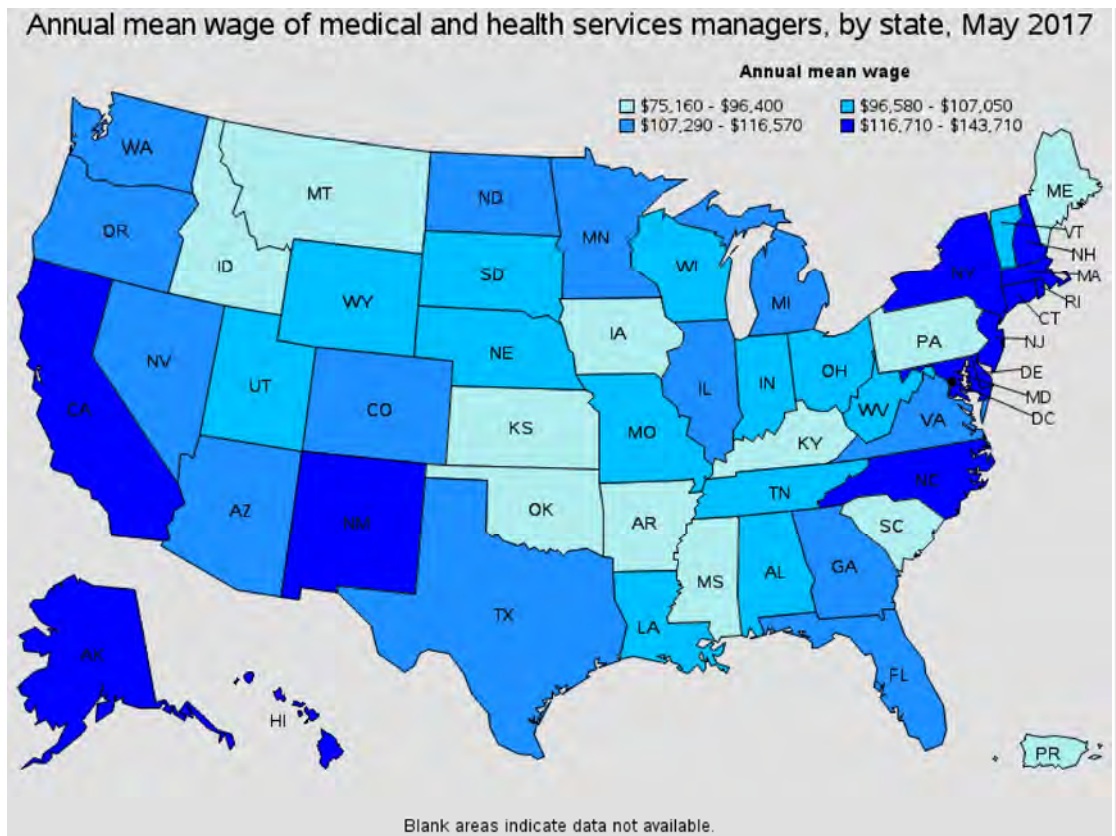 Annual mean wage of medical and health services managers, by state, May 2017
Annual mean wage
$75,160 - $96,400
$96,580 - $107,050
$107,290 - $116,570
$116,710 - $143,710
WA
MT
ND
MN
ME
OR
ID
SD
WI
MI
NY
VT
NH
MA
RI
CT
WY
IA
PA
NJ
NV
NE
IL
IN
OH
DE
MD
DC
CA
UT
CO
KS
MO
WV
VA
KY
AZ
NM
OK
AR
TN
NC
SC
MS
AL
GA
TX
LA
FL
AK
HI
PR
Blank areas indicate data not available.